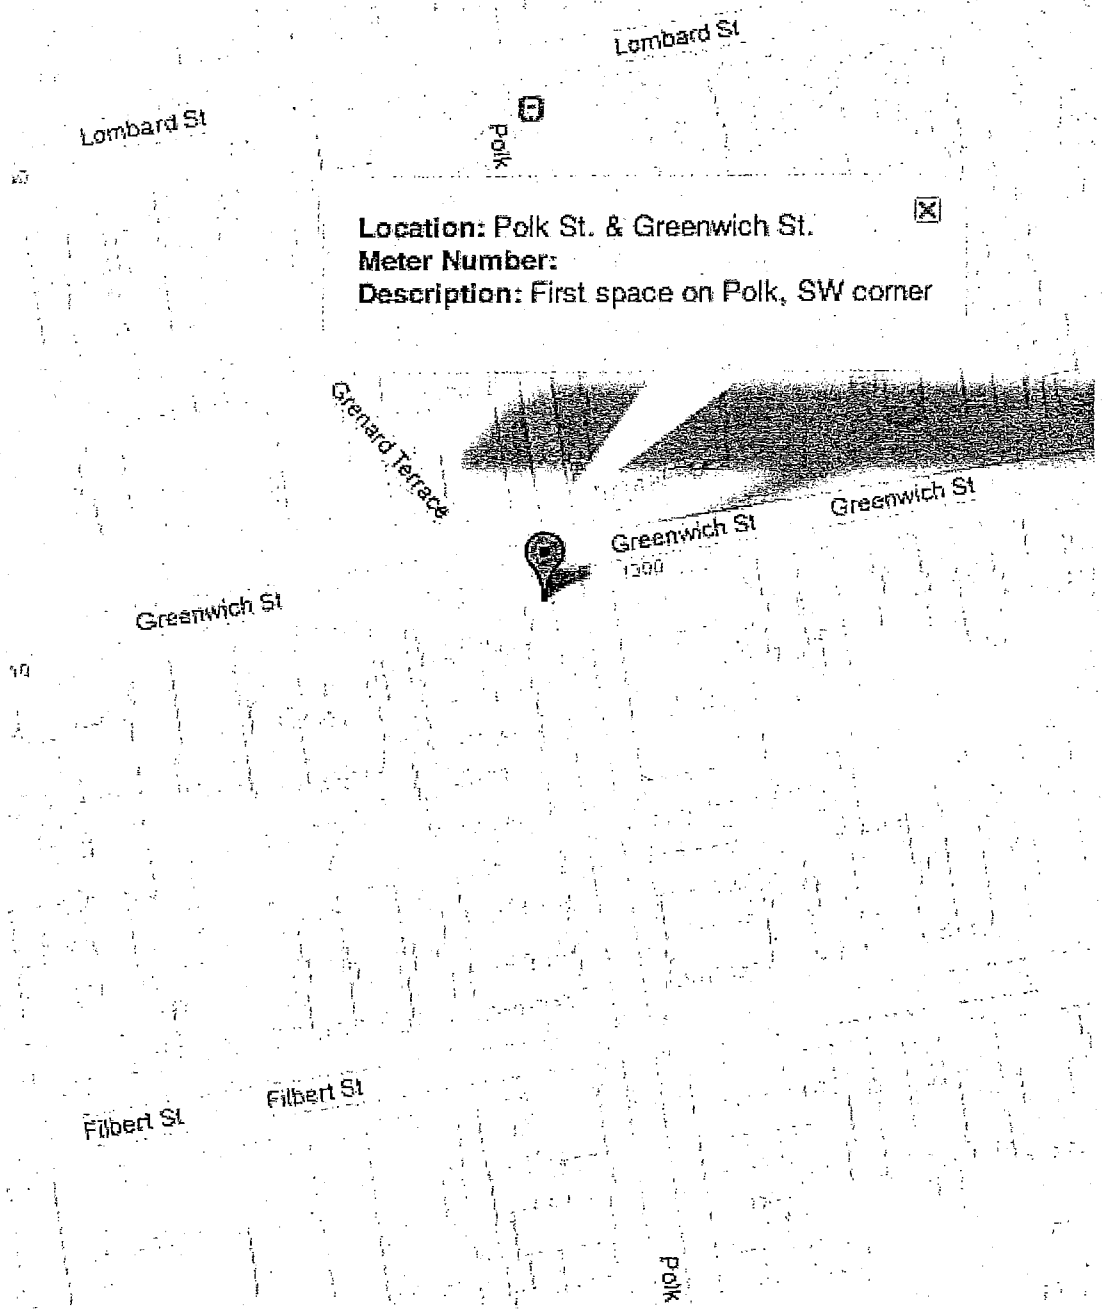 Lombard St
Lombard St
Polk
Location: Polk St. & Greenwich St.
Meter Number:
Description: First space on Polk, SW corner
Grenard Terrace
Greenwich St
Greenwich St
1300
Greenwich St
Filbert St
Filbert St
Polk